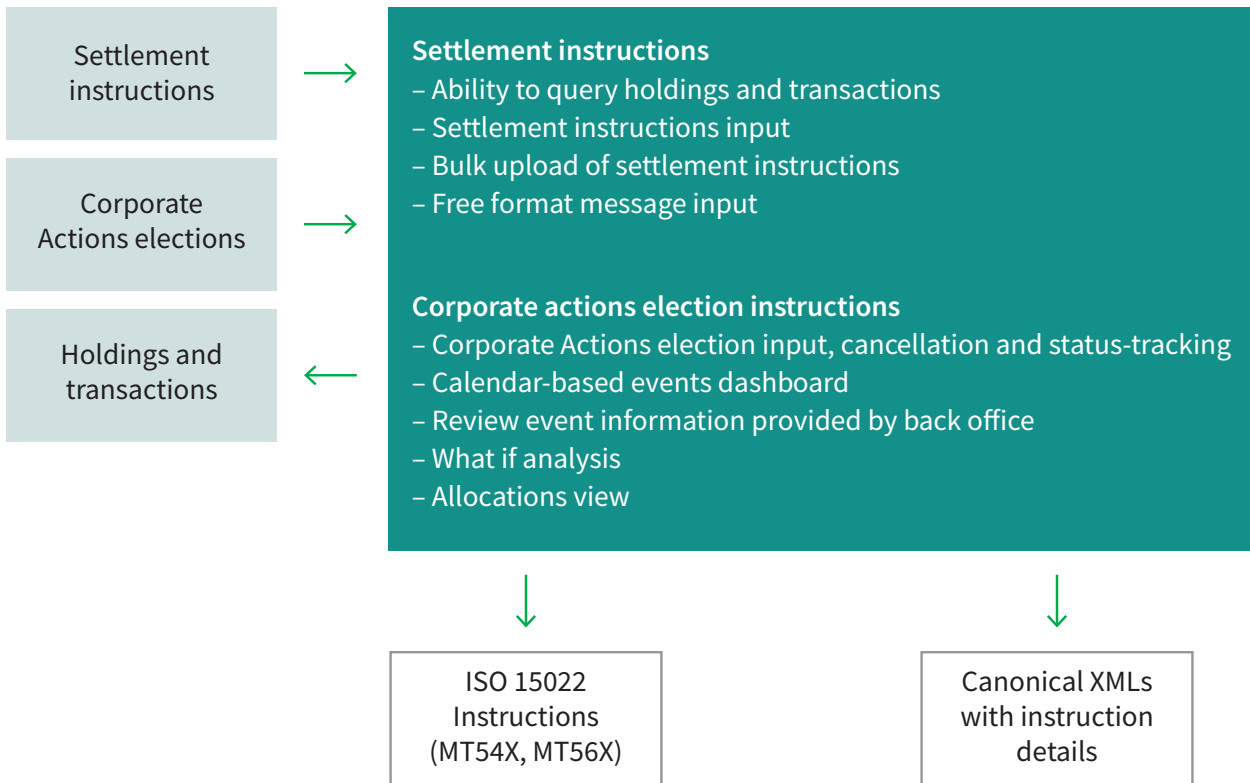 Settlement
instructions
Corporate
Actions elections
Holdings and
transactions
Settlement instructions
– Ability to query holdings and transactions
– Settlement instructions input
– Bulk upload of settlement instructions
– Free format message input
Corporate actions election instructions
– Corporate Actions election input, cancellation and status-tracking
– Calendar-based events dashboard
– Review event information provided by back office
– What if analysis
– Allocations view
ISO 15022
Instructions
(MT54X, MT56X)
Canonical XMLs
with instruction
details